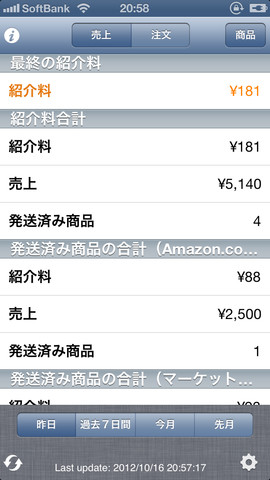 SoftBank 20:58
売上 注文 商品
最終の紹介料
紹介料 ¥181
紹介料合計
紹介料 ¥181
売上 ¥5,140
発送済み商品 4
発送済み商品の合計（Amazon.co…
紹介料 ¥88
売上 ¥2,500
発送済み商品 1
発送済み商品の合計（マーケット…
紹介料
昨日 過去7日間 今月 先月
Last update: 2012/10/16 20:57:17